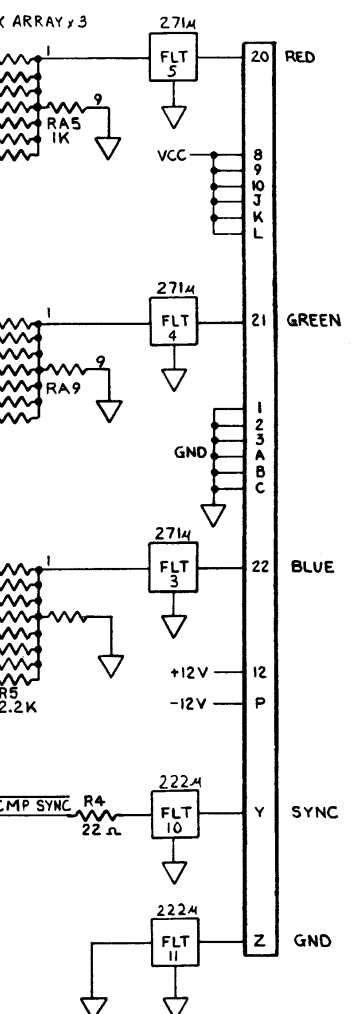 X ARRAY x 3
271M
1
FLT
5
20 RED
9
RA5
1K
VCC
8
9
10
J
K
L
271M
1
FLT
4
21 GREEN
9
RA9
1
2
3
GND A
B
C
271M
1
FLT
3
22 BLUE
+12V 12
-12V P
R5
2.2K
222M
CMP SYNC R4
22 Ω
FLT
10
Y SYNC
222M
FLT
11
Z GND